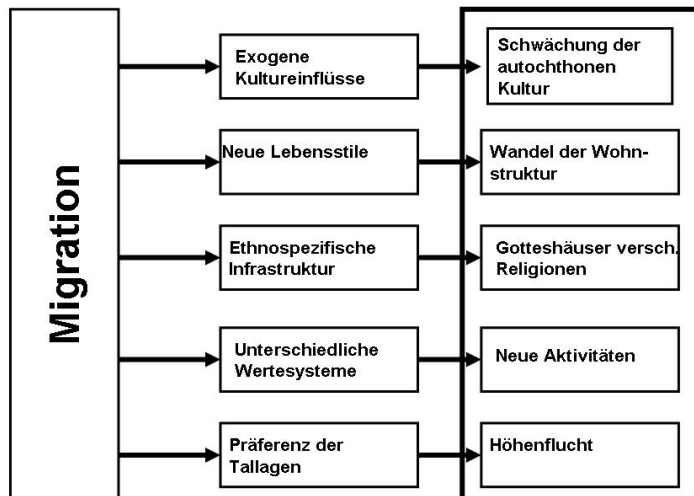 Migration
Exogene
Kultureinflüsse
Schwächung der
autochthonen
Kultur
Neue Lebensstile
Wandel der Wohn-
struktur
Ethnospezifische
Infrastruktur
Gotteshäuser versch.
Religionen
Unterschiedliche
Wertesysteme
Neue Aktivitäten
Präferenz der
Tallagen
Höhenflucht